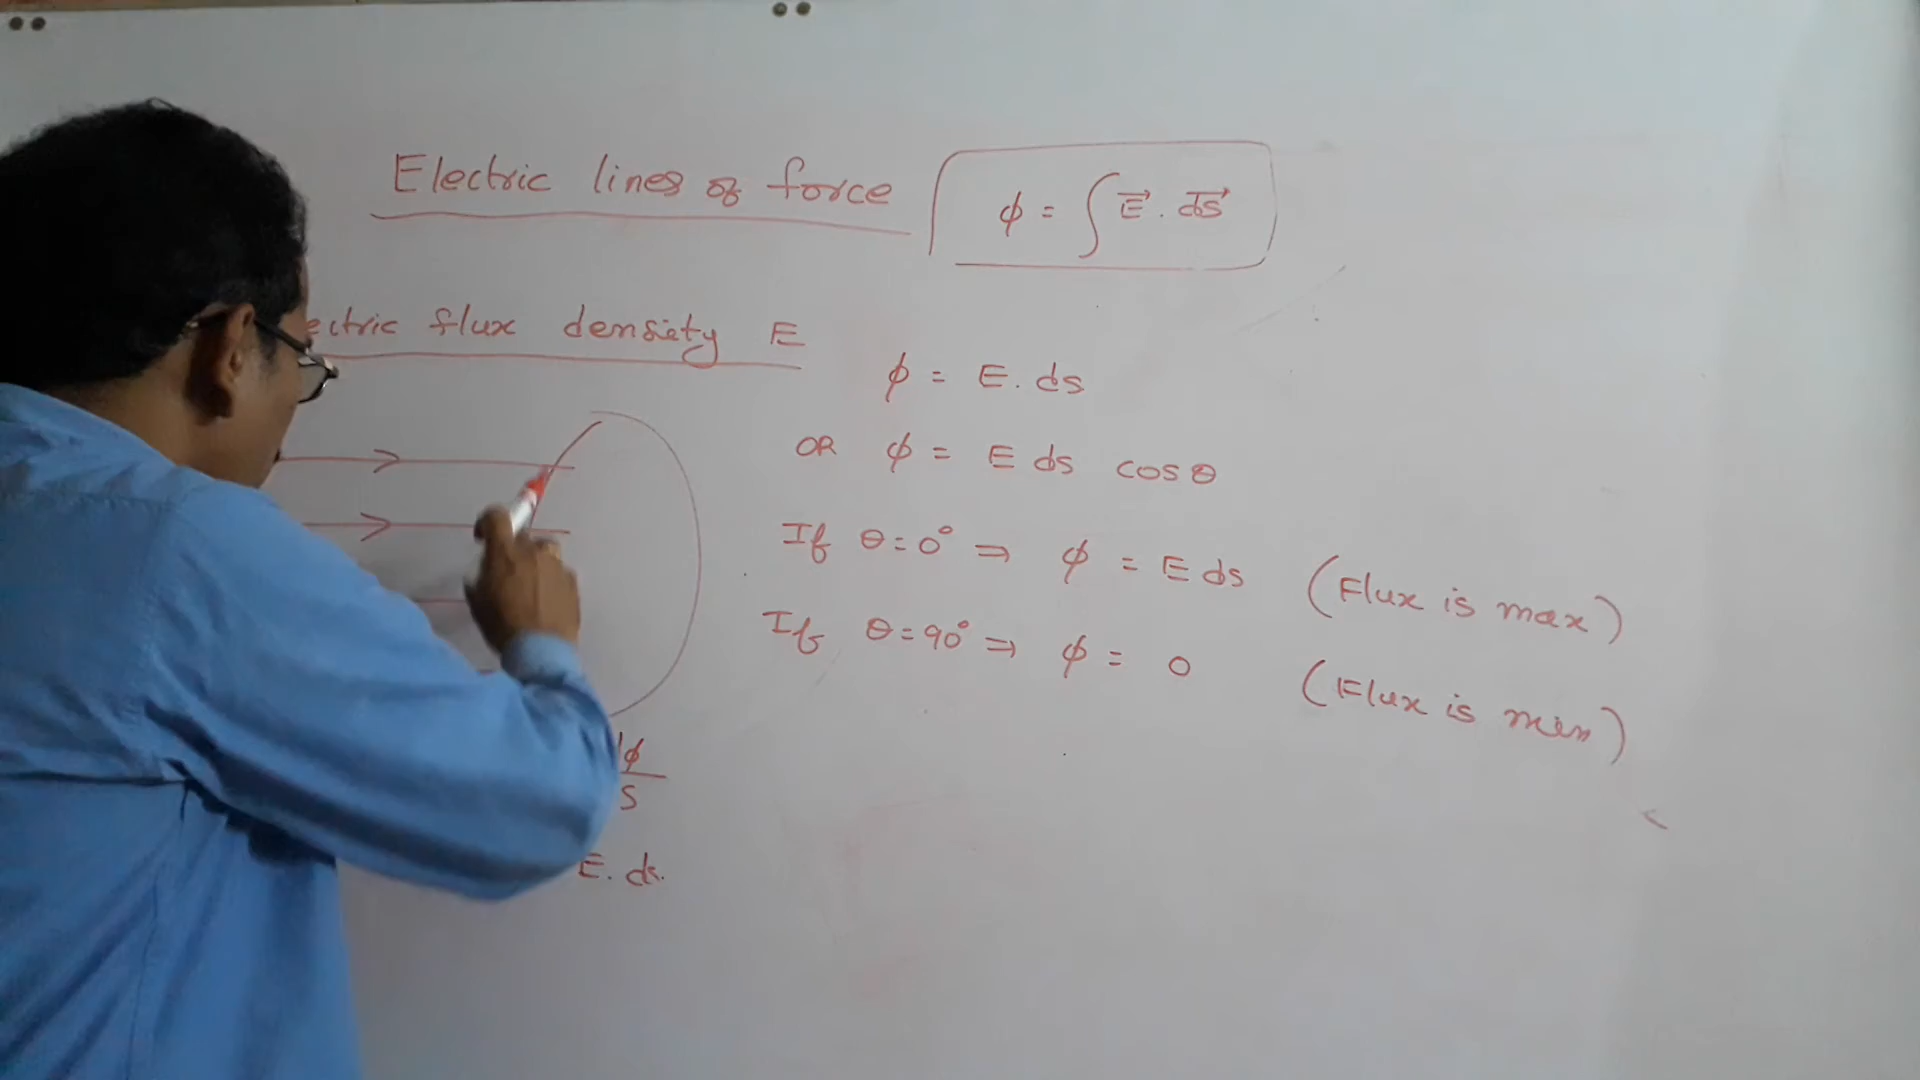 Electric lines of force
φ = ∫ E⃗ . ds⃗
ectric flux density E
φ = E . ds
OR φ = E ds cos θ
If θ = 0° ⇒ φ = E ds (Flux is max)
If θ = 90° ⇒ φ = 0 (Flux is min)
φ
S
E . ds.